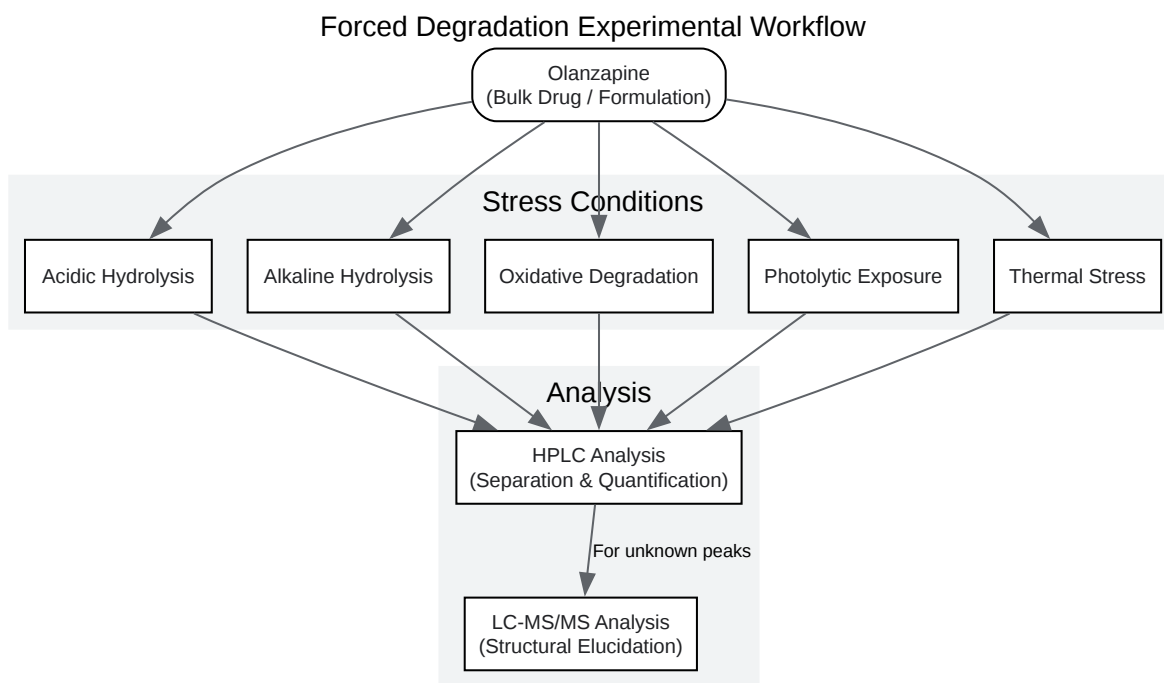 Forced Degradation Experimental Workflow
Olanzapine
(Bulk Drug / Formulation)
Stress Conditions
Acidic Hydrolysis
Alkaline Hydrolysis
Oxidative Degradation
Photolytic Exposure
Thermal Stress
Analysis
HPLC Analysis
(Separation & Quantification)
For unknown peaks
LC-MS/MS Analysis
(Structural Elucidation)